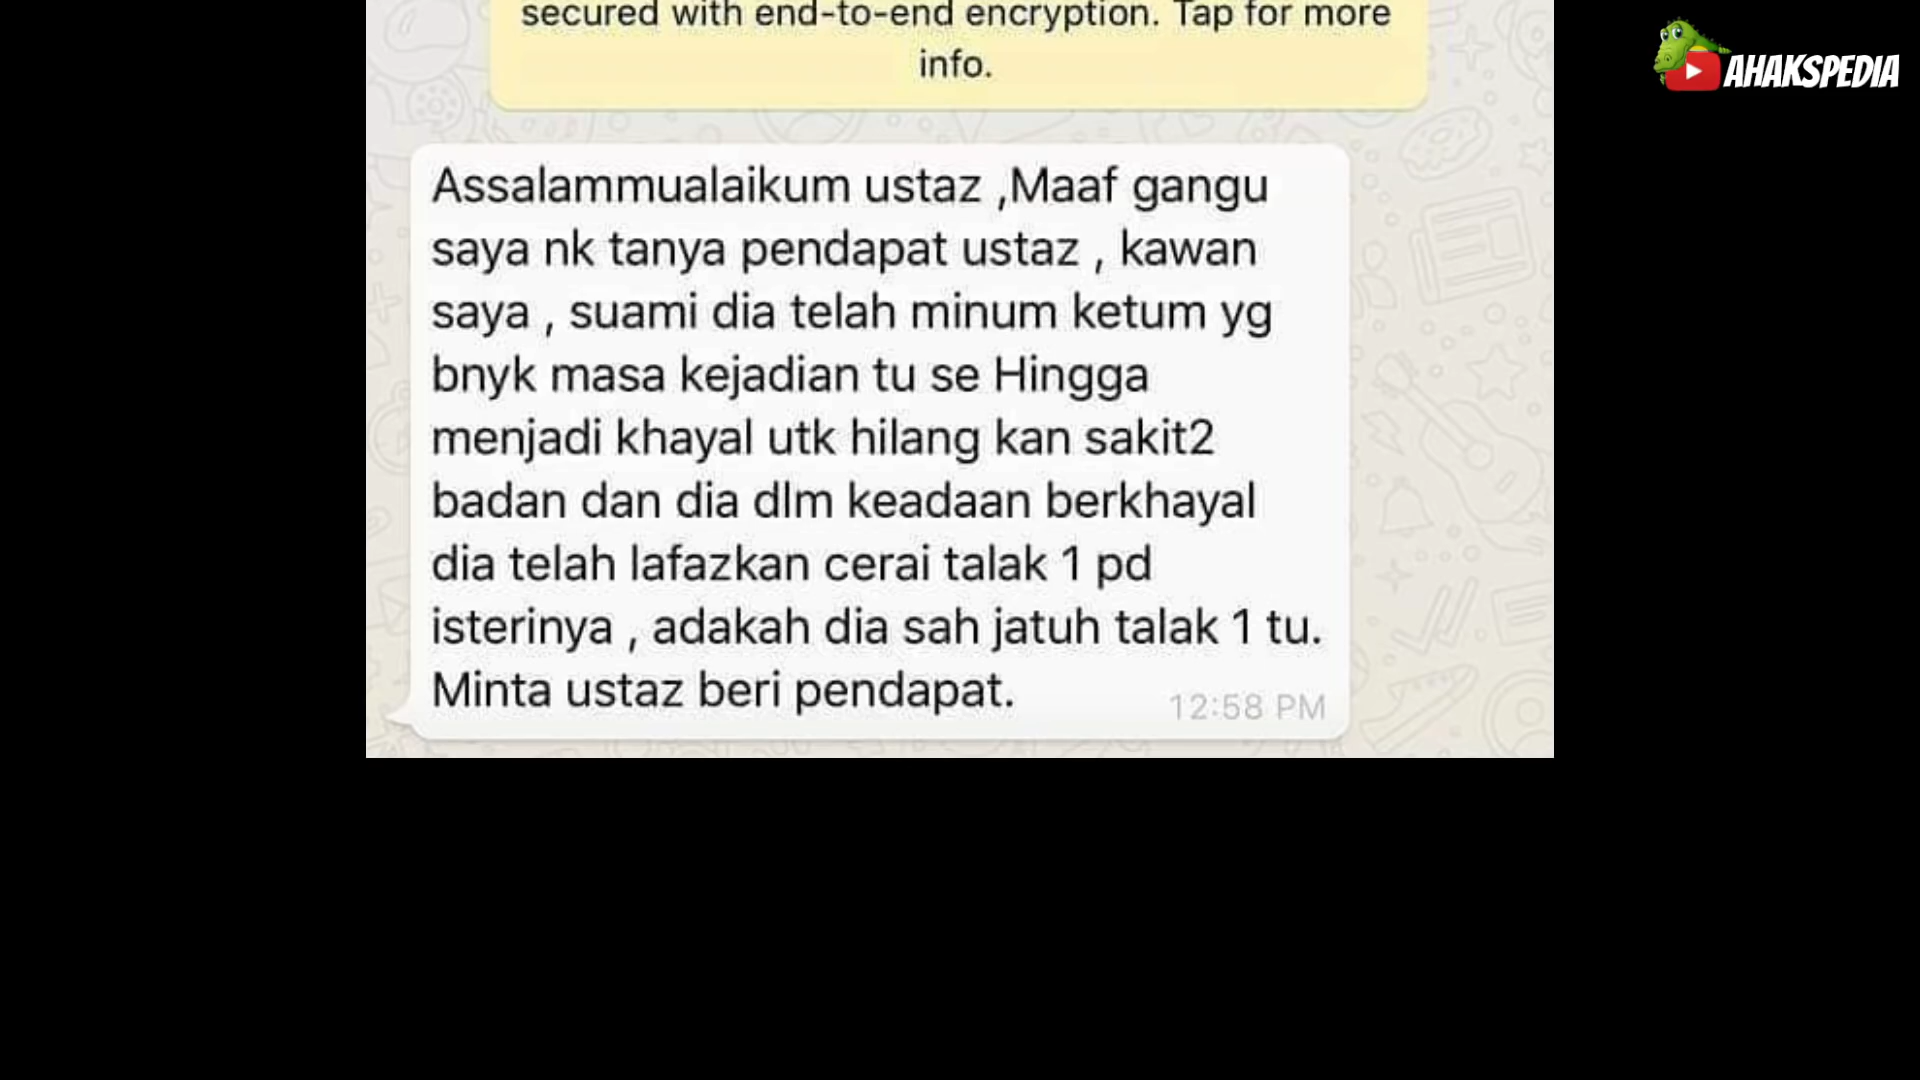 secured with end-to-end encryption. Tap for more
info.
AHAKSPEDIA
Assalammualaikum ustaz ,Maaf gangu
saya nk tanya pendapat ustaz , kawan
saya , suami dia telah minum ketum yg
bnyk masa kejadian tu se Hingga
menjadi khayal utk hilang kan sakit2
badan dan dia dlm keadaan berkhayal
dia telah lafazkan cerai talak 1 pd
isterinya , adakah dia sah jatuh talak 1 tu.
Minta ustaz beri pendapat.
12:58 PM